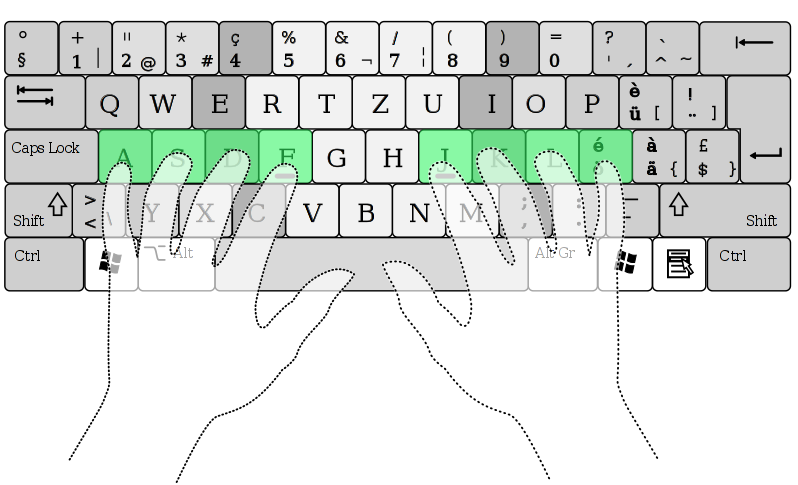 ° + " * ç % & / ( ) = ? `
§ 1 | 2 @ 3 # 4 5 6 ¬ 7 ¦ 8 9 0 ' ´ ^ ~
Q W E R T Z U I O P è ü [ ! ¨ ]
Caps Lock A S D F G H J K L é ö à ä { £ $ }
Shift > < \ Y X C V B N M ; , : . _ - Shift
Ctrl Alt Alt Gr Ctrl